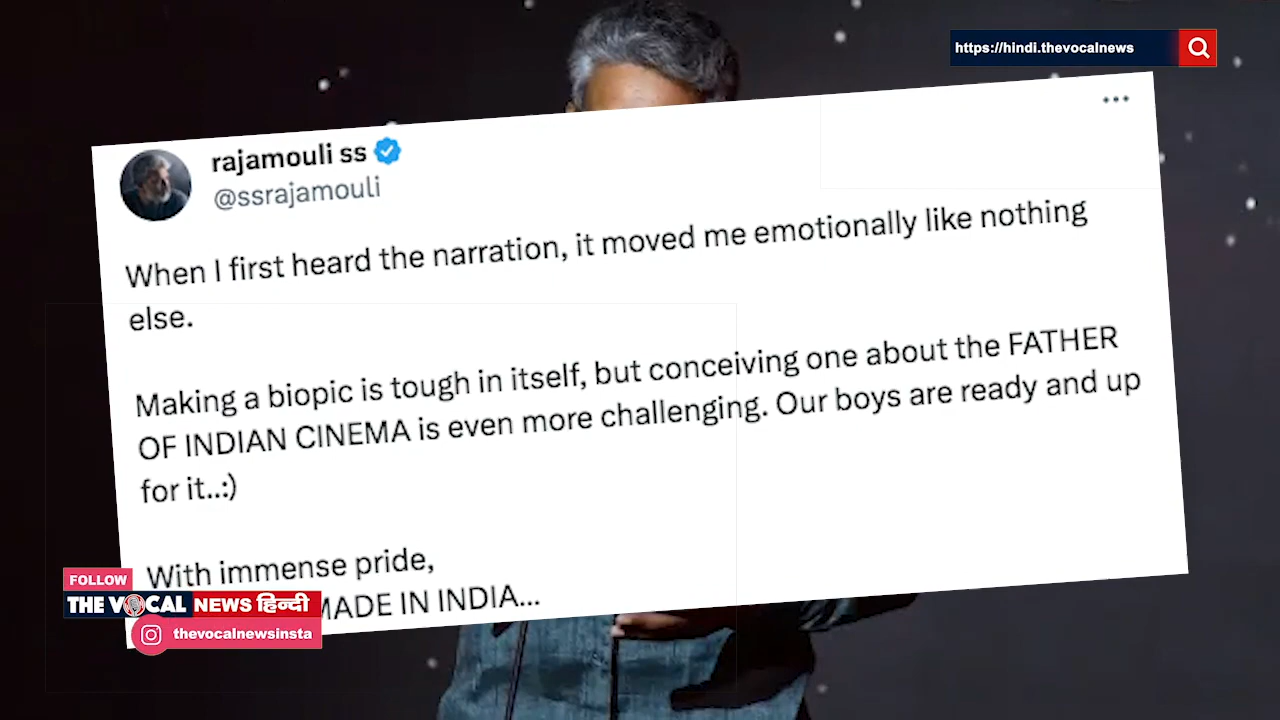 https://hindi.thevocalnews
rajamouli ss
@ssrajamouli
When I first heard the narration, it moved me emotionally like nothing
else.
Making a biopic is tough in itself, but conceiving one about the FATHER
OF INDIAN CINEMA is even more challenging. Our boys are ready and up
for it..:)
With immense pride,
MADE IN INDIA...
FOLLOW
THE VOCAL NEWS हिन्दी
thevocalnewsinsta